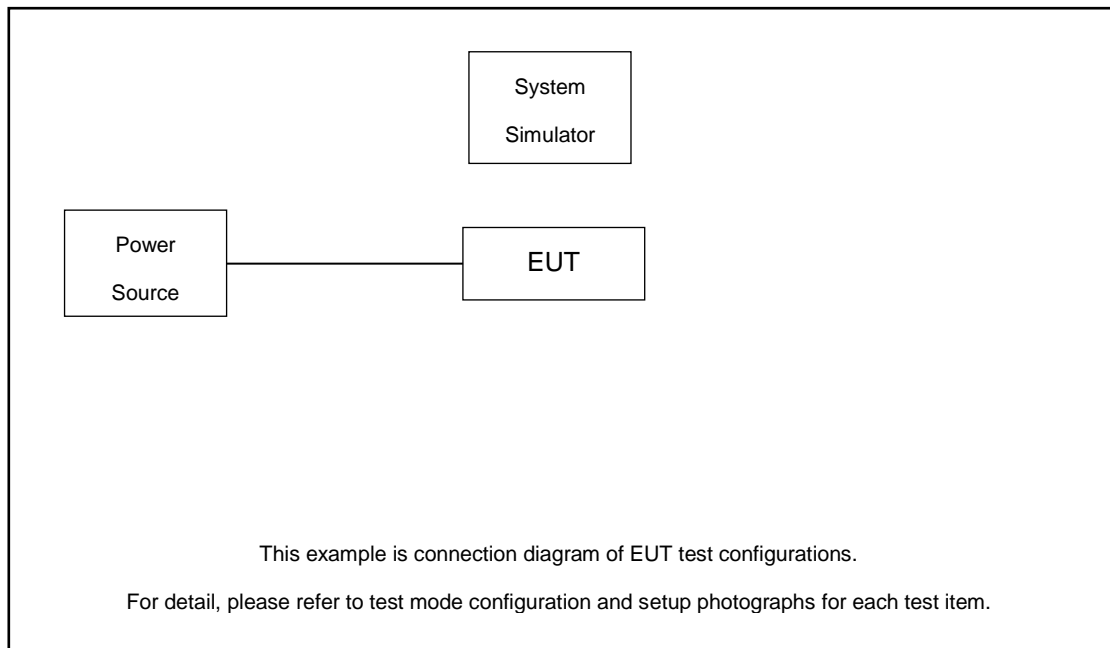 System
Simulator
Power
Source
EUT
This example is connection diagram of EUT test configurations.
For detail, please refer to test mode configuration and setup photographs for each test item.